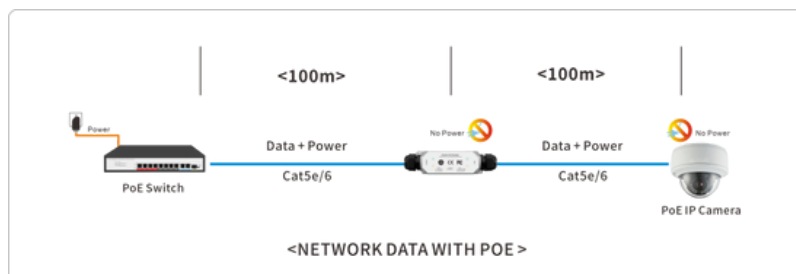 <100m>
<100m>
Power
No Power
No Power
Data + Power
Data + Power
Cat5e/6
Cat5e/6
PoE Switch
PoE IP Camera
<NETWORK DATA WITH POE >